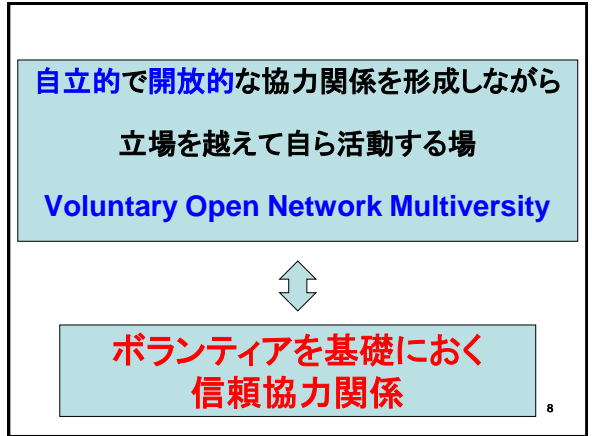 自立的で開放的な協力関係を形成しながら
立場を越えて自ら活動する場
Voluntary Open Network Multiversity
ボランティアを基礎におく
信頼協力関係
8